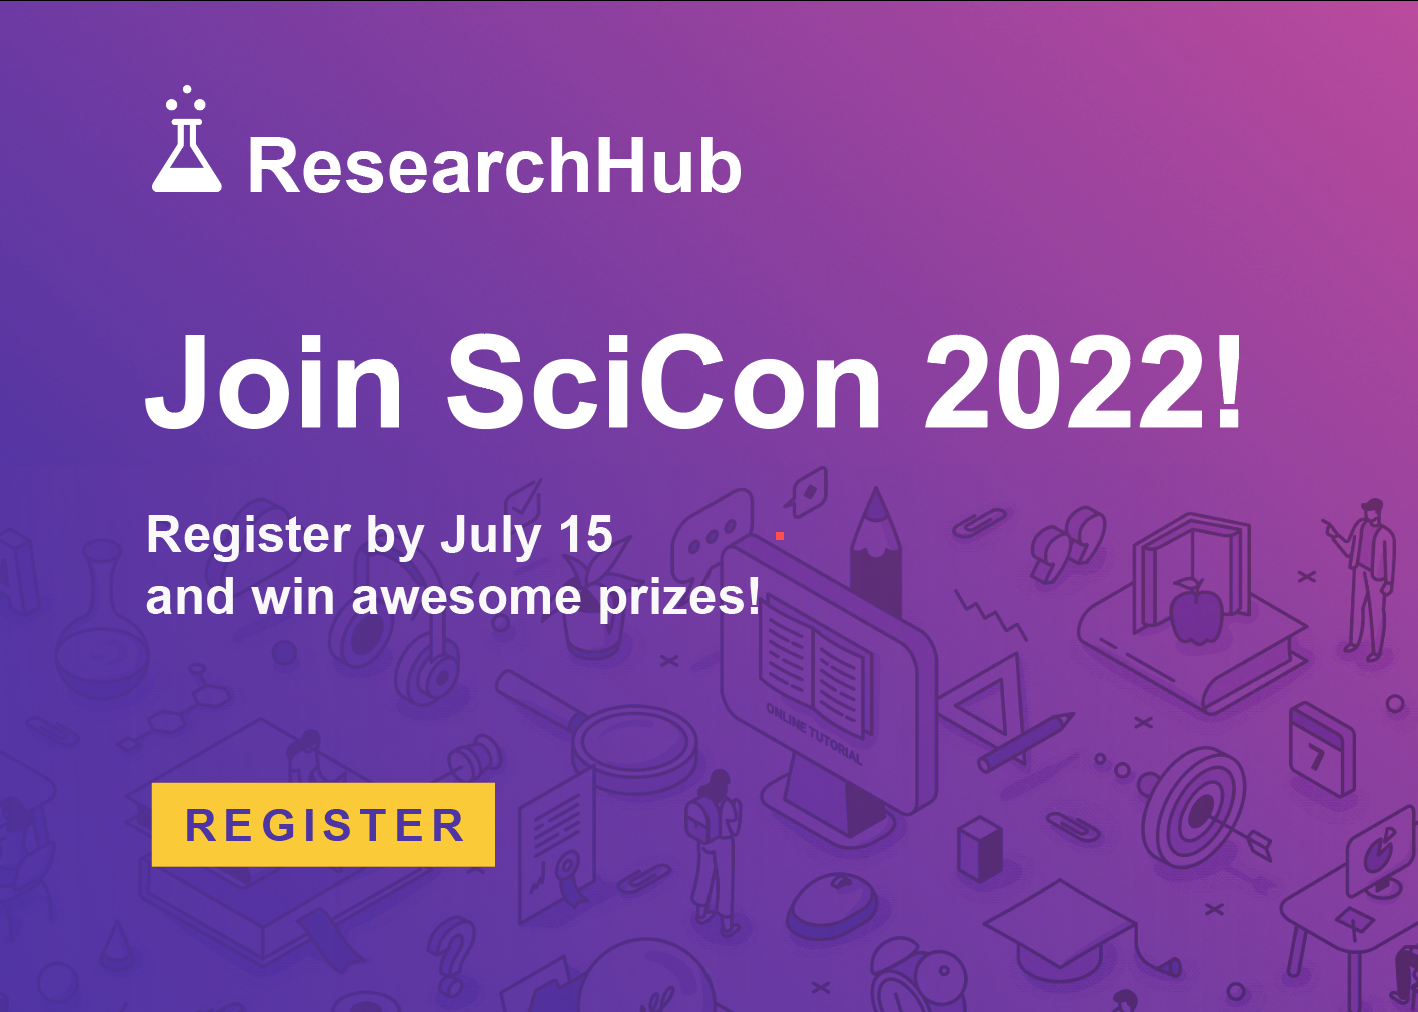 ResearchHub
Join SciCon 2022!
Register by July 15
and win awesome prizes!
ONLINE TUTORIAL
7
REGISTER